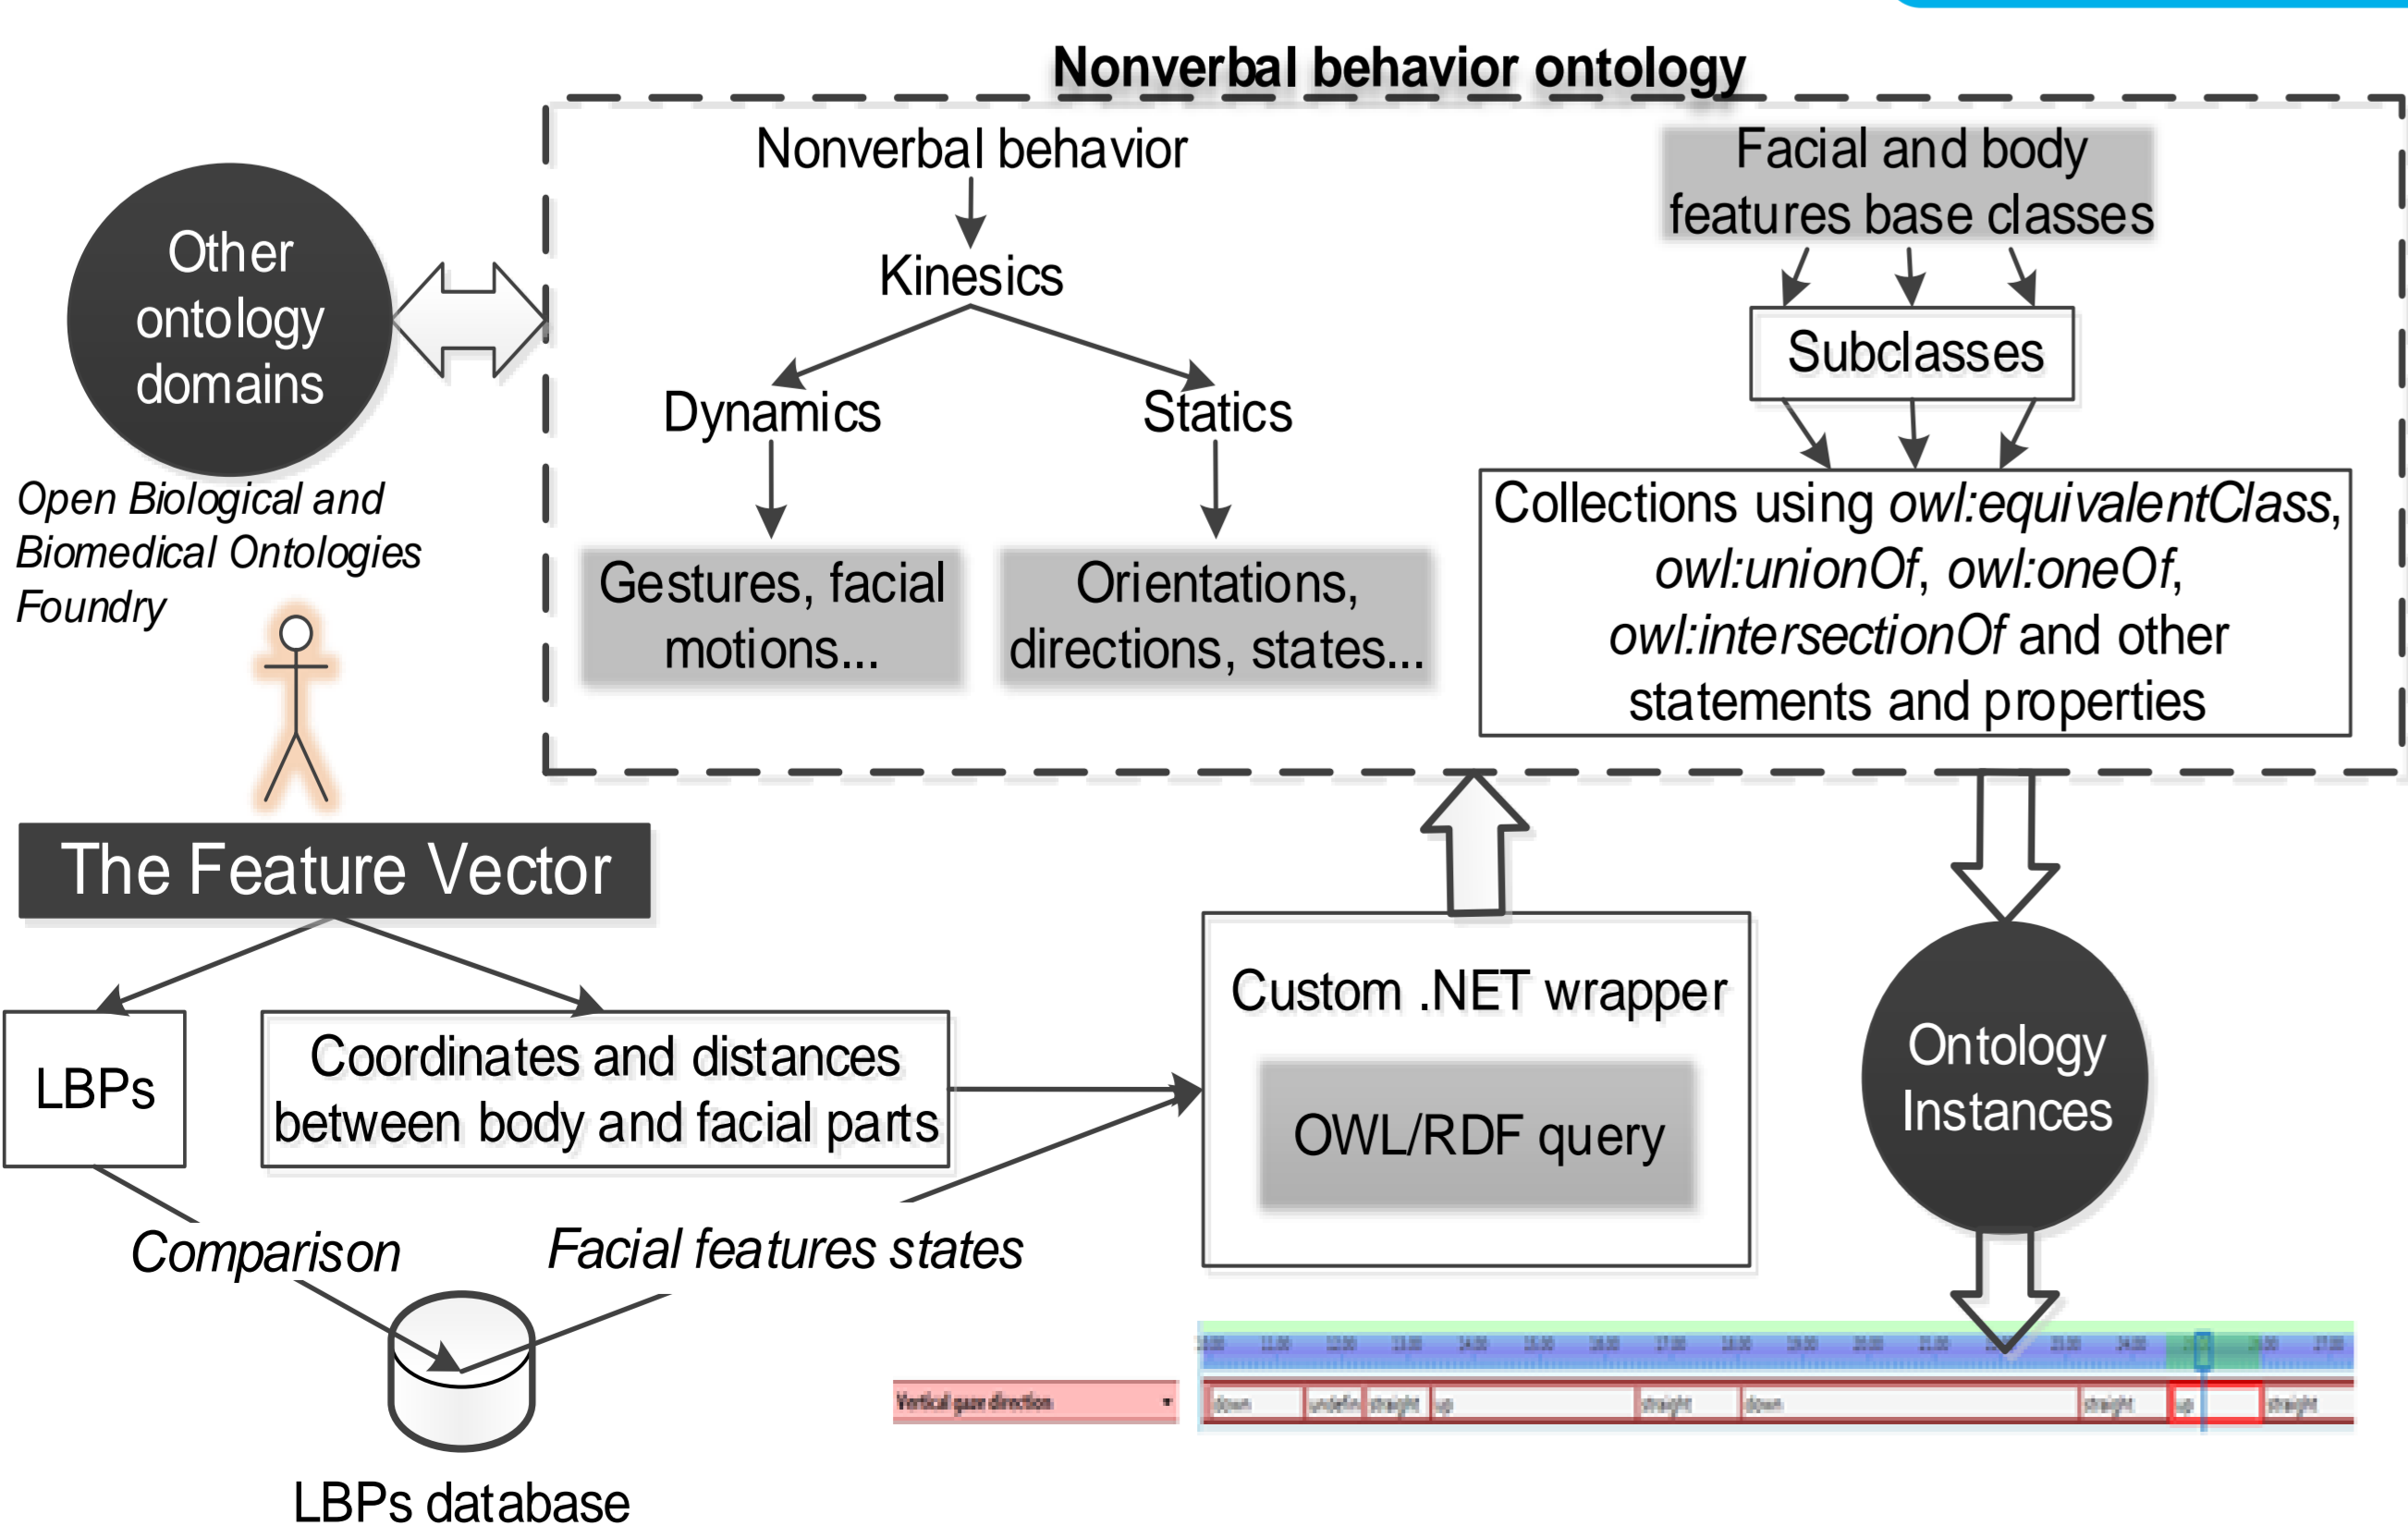 Nonverbal behavior ontology
Nonverbal behavior
Kinesics
Dynamics
Statics
Gestures, facial
motions...
Orientations,
directions, states...
Facial and body
features base classes
Subclasses
Collections using owl:equivalentClass,
owl:unionOf, owl:oneOf,
owl:intersectionOf and other
statements and properties
Other
ontology
domains
Open Biological and
Biomedical Ontologies
Foundry
The Feature Vector
LBPs
Coordinates and distances
between body and facial parts
Comparison
Facial features states
LBPs database
Custom .NET wrapper
OWL/RDF query
Ontology
Instances
Vertical gaze direction
down
undefin
straight
up
straight
down
straight
up
straight